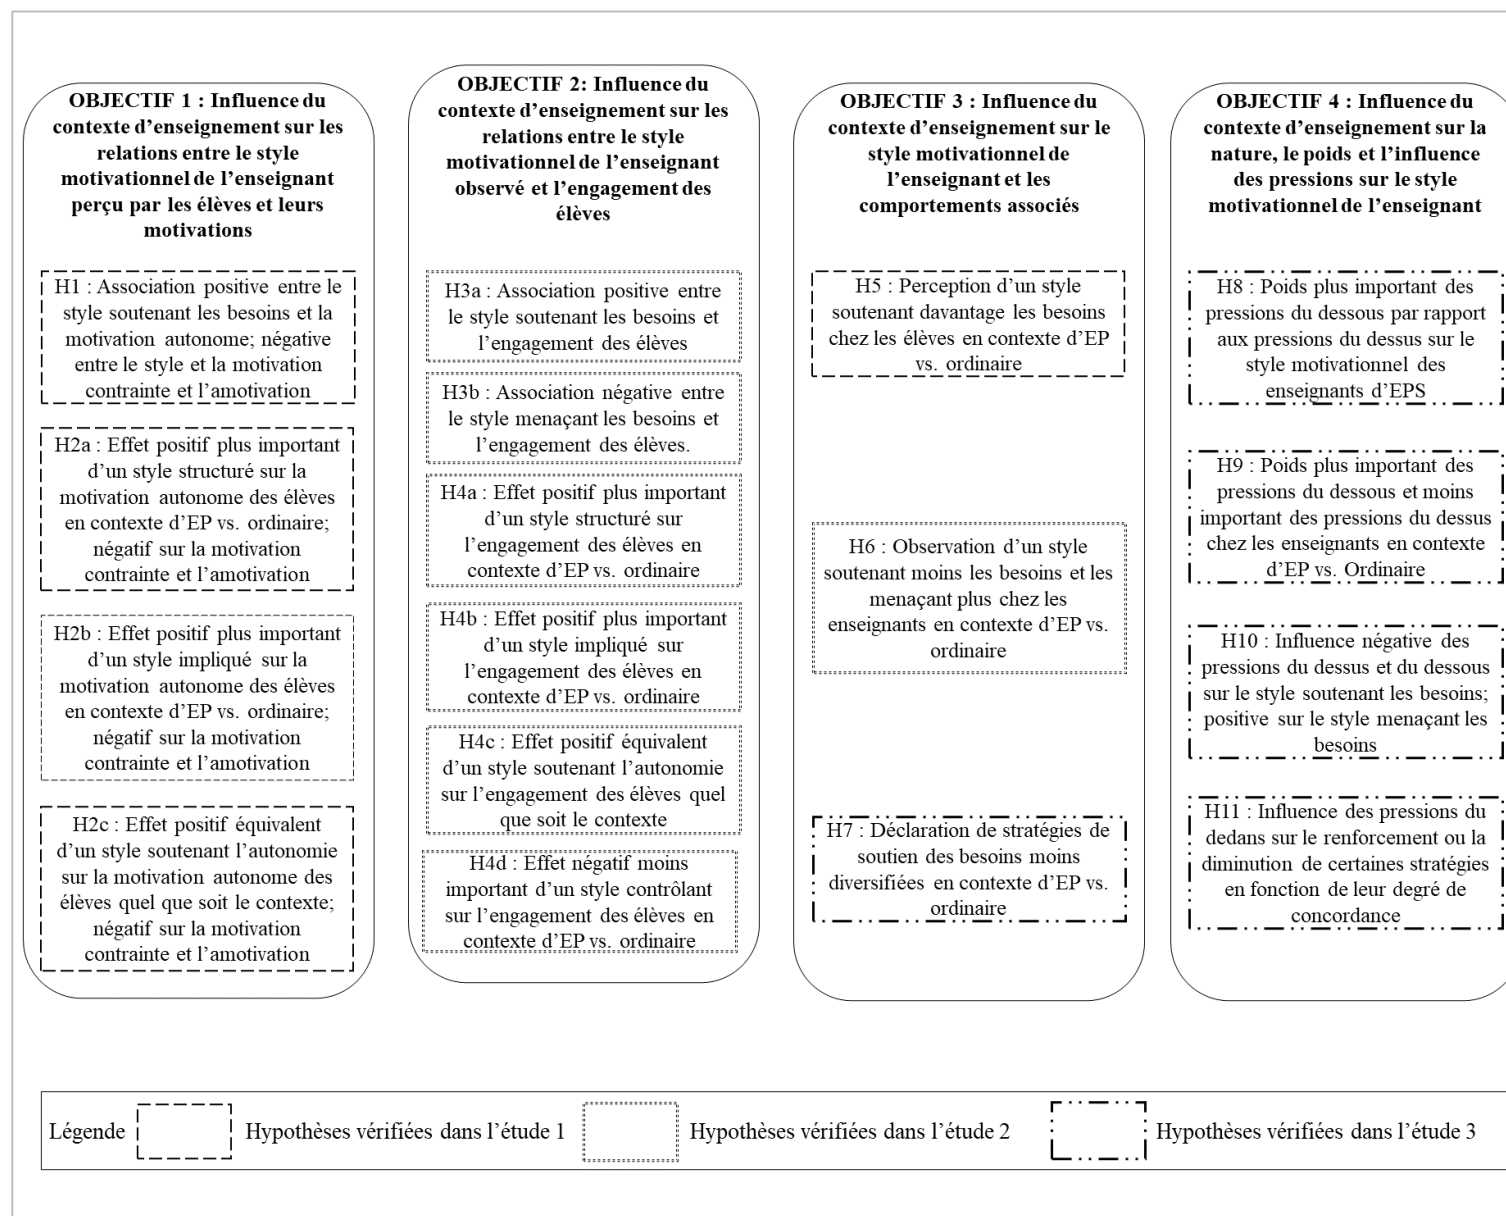 OBJECTIF 1 : Influence du
contexte d’enseignement sur les
relations entre le style
motivationnel de l’enseignant
perçu par les élèves et leurs
motivations
H1 : Association positive entre le
style soutenant les besoins et la
motivation autonome; négative
entre le style et la motivation
contrainte et l’amotivation
H2a : Effet positif plus important
d’un style structuré sur la
motivation autonome des élèves
en contexte d’EP vs. ordinaire;
négatif sur la motivation
contrainte et l’amotivation
H2b : Effet positif plus important
d’un style impliqué sur la
motivation autonome des élèves
en contexte d’EP vs. ordinaire;
négatif sur la motivation
contrainte et l’amotivation
H2c : Effet positif équivalent
d’un style soutenant l’autonomie
sur la motivation autonome des
élèves quel que soit le contexte;
négatif sur la motivation
contrainte et l’amotivation
OBJECTIF 2: Influence du
contexte d’enseignement sur les
relations entre le style
motivationnel de l’enseignant
observé et l’engagement des
élèves
H3a : Association positive entre
le style soutenant les besoins et
l’engagement des élèves
H3b : Association négative entre
le style menaçant les besoins et
l’engagement des élèves.
H4a : Effet positif plus important
d’un style structuré sur
l’engagement des élèves en
contexte d’EP vs. ordinaire
H4b : Effet positif plus important
d’un style impliqué sur
l’engagement des élèves en
contexte d’EP vs. ordinaire
H4c : Effet positif équivalent
d’un style soutenant l’autonomie
sur l’engagement des élèves quel
que soit le contexte
H4d : Effet négatif moins
important d’un style contrôlant
sur l’engagement des élèves en
contexte d’EP vs. ordinaire
OBJECTIF 3 : Influence du
contexte d’enseignement sur le
style motivationnel de
l’enseignant et les
comportements associés
H5 : Perception d’un style
soutenant davantage les besoins
chez les élèves en contexte d’EP
vs. ordinaire
H6 : Observation d’un style
soutenant moins les besoins et les
menaçant plus chez les
enseignants en contexte d’EP vs.
ordinaire
H7 : Déclaration de stratégies de
soutien des besoins moins
diversifiées en contexte d’EP vs.
ordinaire
OBJECTIF 4 : Influence du
contexte d’enseignement sur la
nature, le poids et l’influence
des pressions sur le style
motivationnel de l’enseignant
H8 : Poids plus important des
pressions du dessous par rapport
aux pressions du dessus sur le
style motivationnel des
enseignants d’EPS
H9 : Poids plus important des
pressions du dessous et moins
important des pressions du dessus
chez les enseignants en contexte
d’EP vs. Ordinaire
H10 : Influence négative des
pressions du dessus et du dessous
sur le style soutenant les besoins;
positive sur le style menaçant les
besoins
H11 : Influence des pressions du
dedans sur le renforcement ou la
diminution de certaines stratégies
en fonction de leur degré de
concordance
Légende
Hypothèses vérifiées dans l’étude 1
Hypothèses vérifiées dans l’étude 2
Hypothèses vérifiées dans l’étude 3